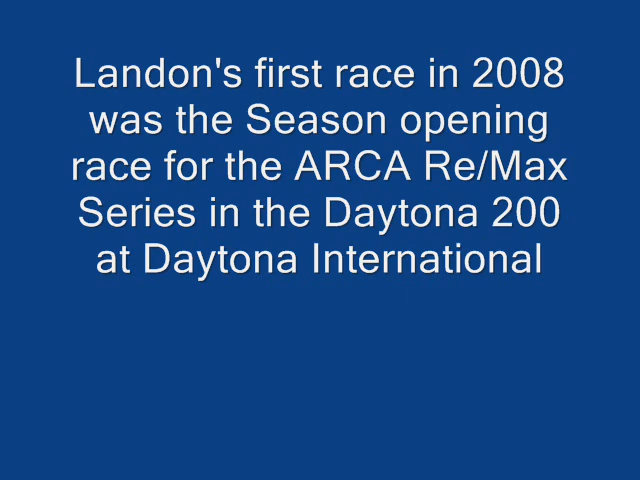 Landon's first race in 2008
was the Season opening
race for the ARCA Re/Max
Series in the Daytona 200
at Daytona International